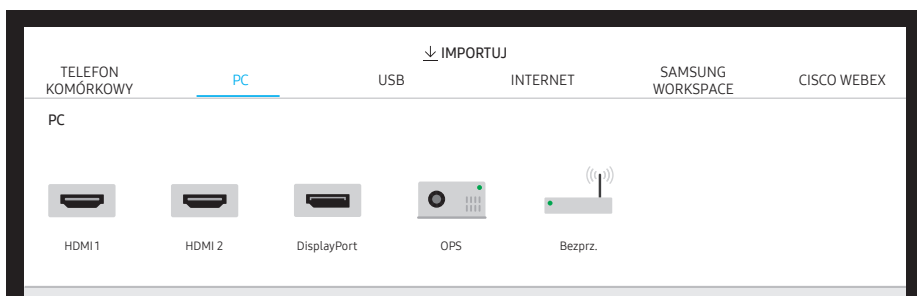 IMPORTUJ
TELEFON
KOMÓRKOWY
PC
USB
INTERNET
SAMSUNG
WORKSPACE
CISCO WEBEX
PC
HDMI 1
HDMI 2
DisplayPort
OPS
Bezprz.